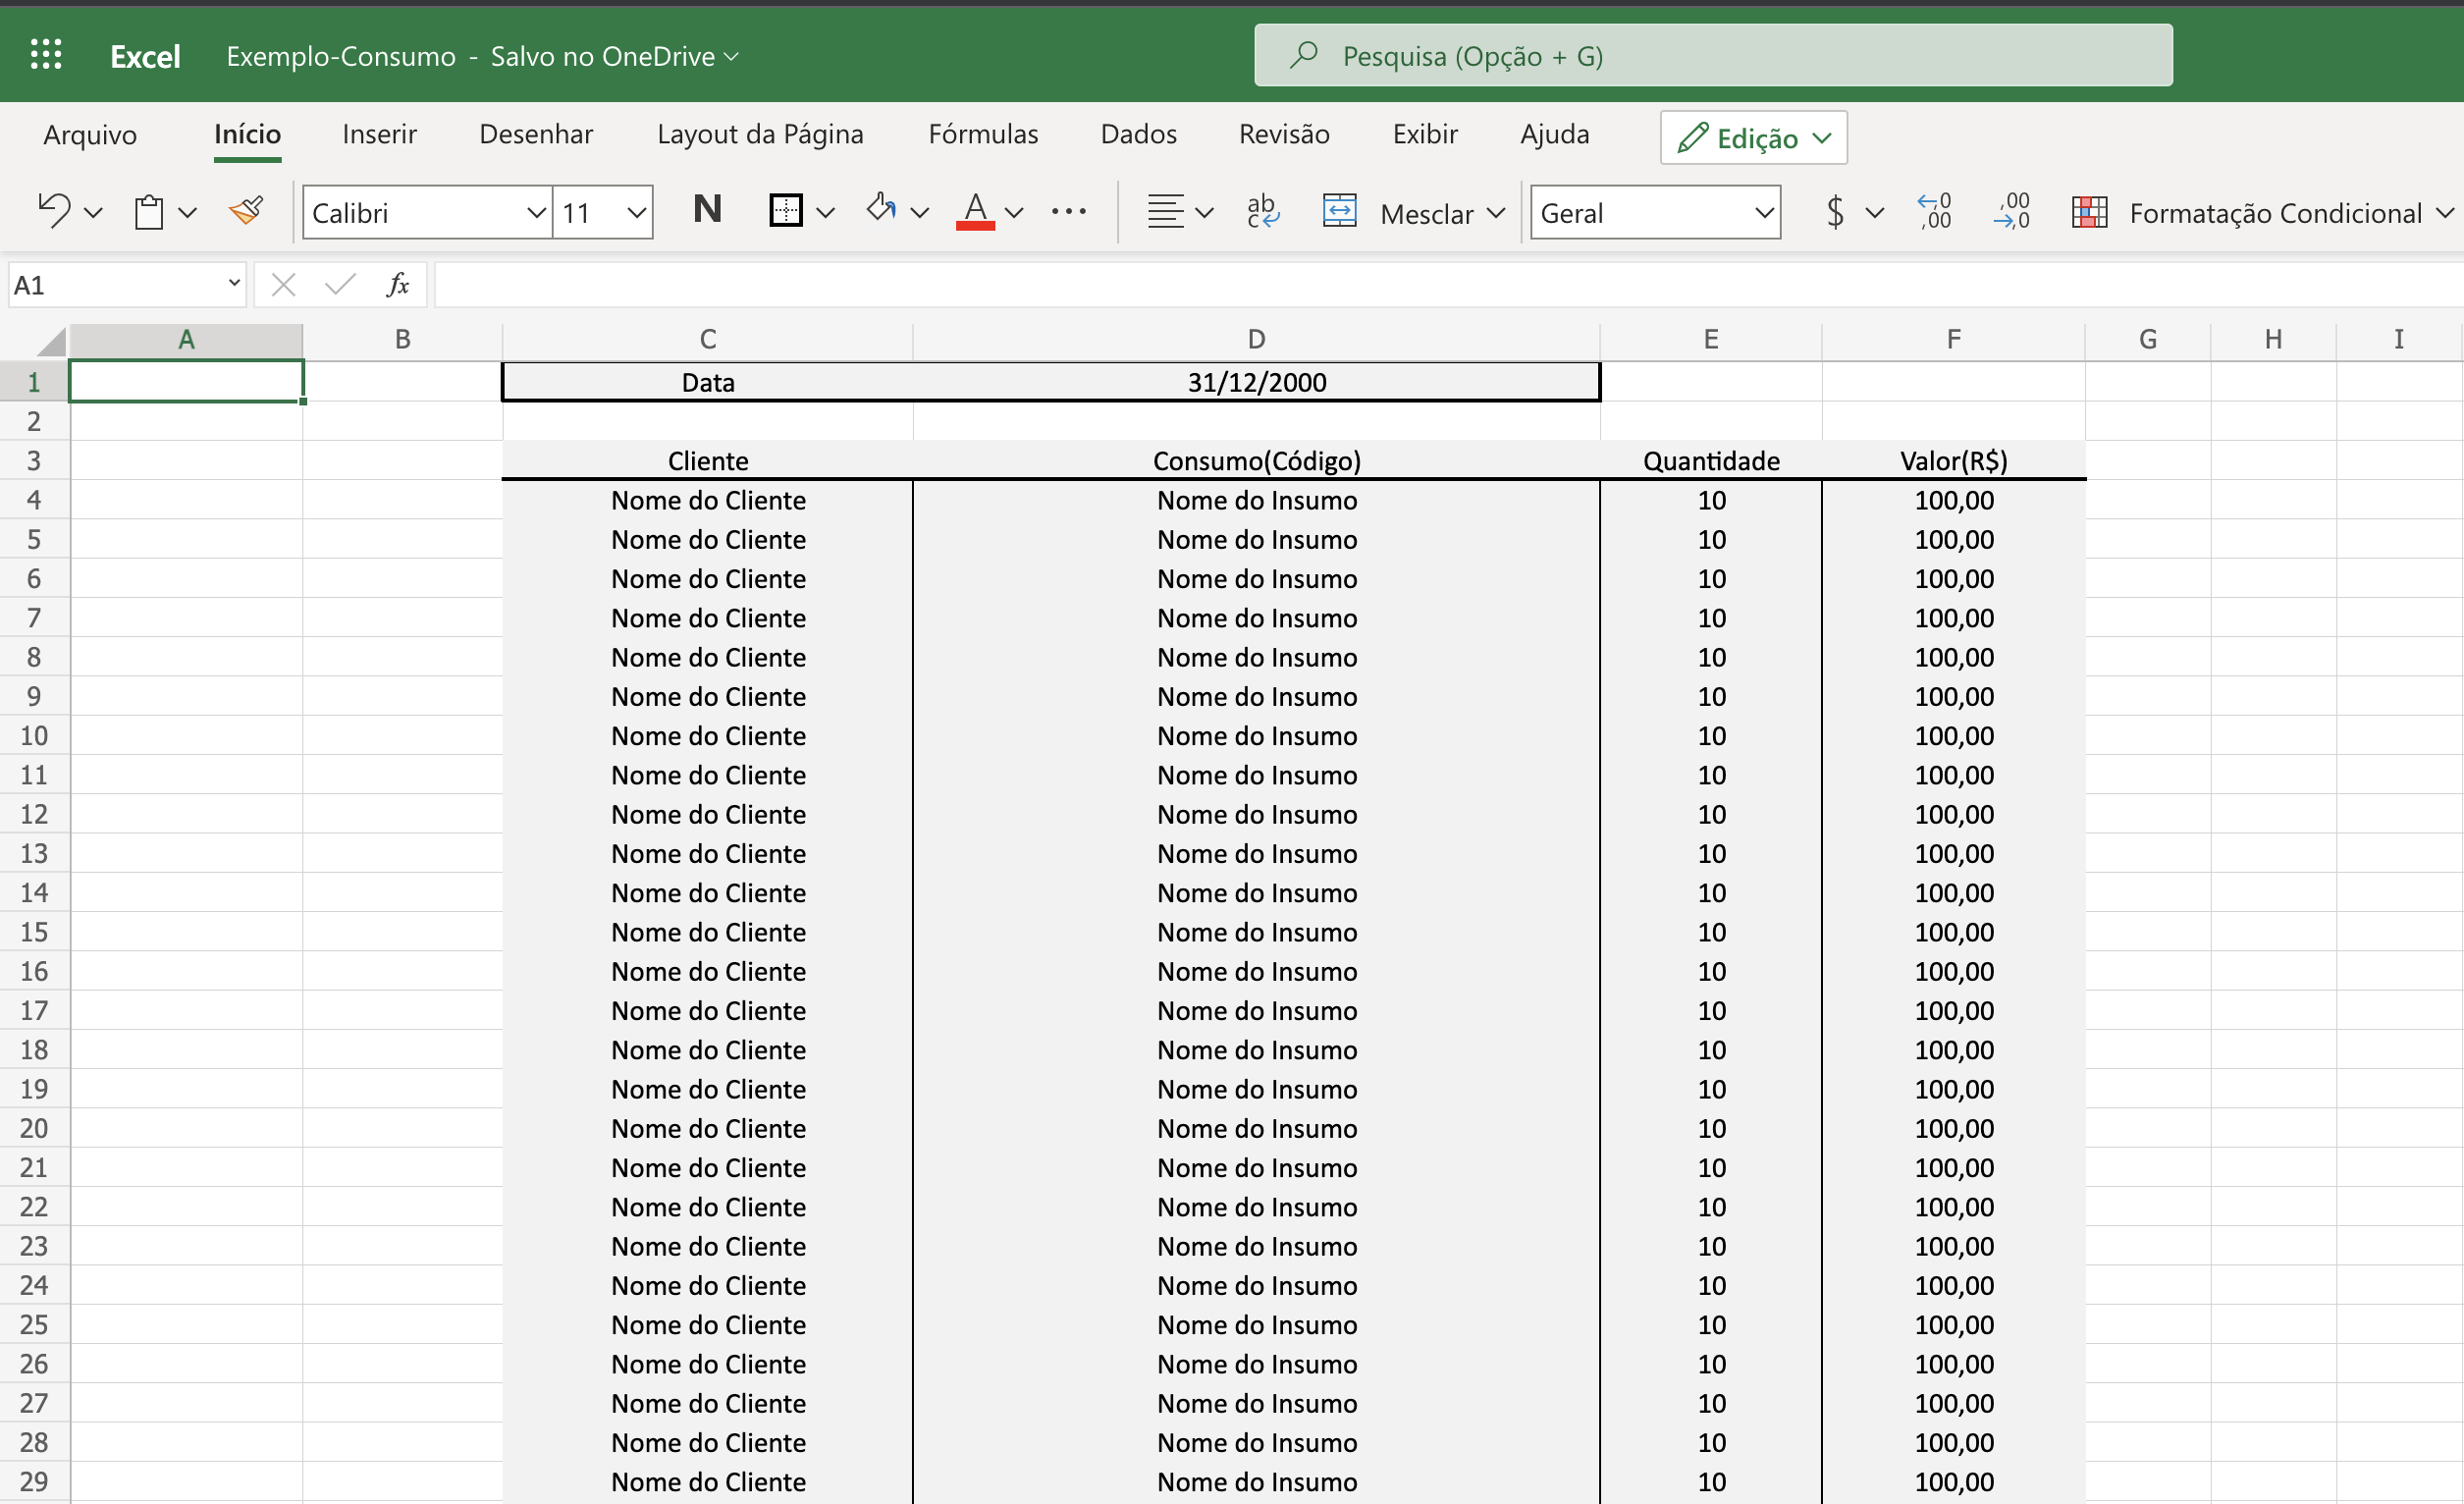 Excel Exemplo-Consumo - Salvo no OneDrive Pesquisa (Opção + G)
Arquivo Início Inserir Desenhar Layout da Página Fórmulas Dados Revisão Exibir Ajuda Edição
Calibri 11 N A ab c Mesclar Geral $ ,0 ,00 ,00 ,0 Formatação Condicional
A1 fx
A B C D E F G H I
1 Data 31/12/2000
2
3 Cliente Consumo(Código) Quantidade Valor(R$)
4 Nome do Cliente Nome do Insumo 10 100,00
5 Nome do Cliente Nome do Insumo 10 100,00
6 Nome do Cliente Nome do Insumo 10 100,00
7 Nome do Cliente Nome do Insumo 10 100,00
8 Nome do Cliente Nome do Insumo 10 100,00
9 Nome do Cliente Nome do Insumo 10 100,00
10 Nome do Cliente Nome do Insumo 10 100,00
11 Nome do Cliente Nome do Insumo 10 100,00
12 Nome do Cliente Nome do Insumo 10 100,00
13 Nome do Cliente Nome do Insumo 10 100,00
14 Nome do Cliente Nome do Insumo 10 100,00
15 Nome do Cliente Nome do Insumo 10 100,00
16 Nome do Cliente Nome do Insumo 10 100,00
17 Nome do Cliente Nome do Insumo 10 100,00
18 Nome do Cliente Nome do Insumo 10 100,00
19 Nome do Cliente Nome do Insumo 10 100,00
20 Nome do Cliente Nome do Insumo 10 100,00
21 Nome do Cliente Nome do Insumo 10 100,00
22 Nome do Cliente Nome do Insumo 10 100,00
23 Nome do Cliente Nome do Insumo 10 100,00
24 Nome do Cliente Nome do Insumo 10 100,00
25 Nome do Cliente Nome do Insumo 10 100,00
26 Nome do Cliente Nome do Insumo 10 100,00
27 Nome do Cliente Nome do Insumo 10 100,00
28 Nome do Cliente Nome do Insumo 10 100,00
29 Nome do Cliente Nome do Insumo 10 100,00